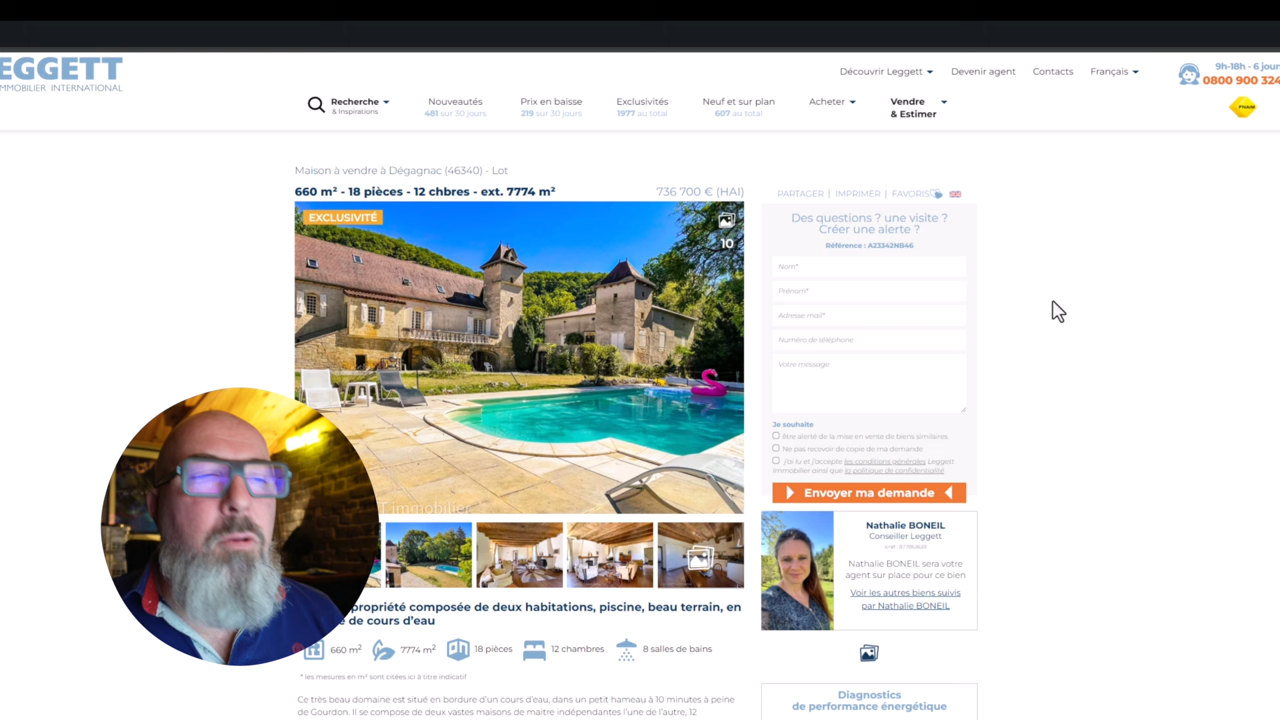 EGGETT
IMMOBILIER INTERNATIONAL
Découvrir Leggett
Devenir agent
Contacts
Français
9h-18h - 6 jours
0800 900 324
Recherche
& Inspirations
Nouveautés
481 sur 30 jours
Prix en baisse
219 sur 30 jours
Exclusivités
1977 au total
Neuf et sur plan
607 au total
Acheter
Vendre
& Estimer
FNAIM
Maison à vendre à Dégagnac (46340) - Lot
660 m² - 18 pièces - 12 chbres - ext. 7774 m²
736 700 € (HAI)
EXCLUSIVITÉ
10
T immobilier
propriété composée de deux habitations, piscine, beau terrain, en
de cours d'eau
660 m²
7774 m²
18 pièces
12 chambres
8 salles de bains
* les mesures en m² sont citées ici à titre indicatif
Ce très beau domaine est situé en bordure d'un cours d'eau, dans un petit hameau à 10 minutes à peine
de Gourdon. Il se compose de deux vastes maisons de maitre indépendantes l'une de l'autre, 12
PARTAGER | IMPRIMER | FAVORIS
Des questions ? une visite ?
Créer une alerte ?
Référence : A23342NB46
Nom*
Prénom*
Adresse mail*
Numéro de téléphone
Votre message
Je souhaite
être alerté de la mise en vente de biens similaires
Ne pas recevoir de copie de ma demande
j'ai lu et j'accepte les conditions générales Leggett
Immobilier ainsi que la politique de confidentialité
Envoyer ma demande
Nathalie BONEIL
Conseiller Leggett
Nathalie BONEIL sera votre
agent sur place pour ce bien
Voir les autres biens suivis
par Nathalie BONEIL
Diagnostics
de performance énergétique